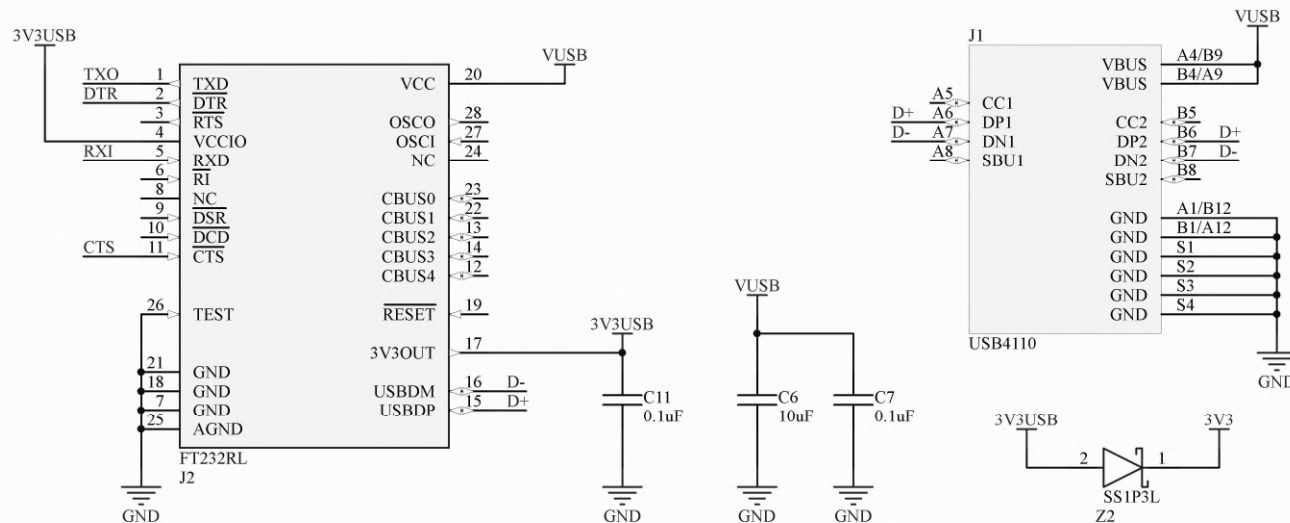 3V3USB
TXO 1 TXD
DTR 2 DTR
3 RTS
4 VCCIO
RXI 5 RXD
6 RI
8 NC
9 DSR
10 DCD
CTS 11 CTS
26 TEST
21 GND
18 GND
7 GND
25 AGND
VCC 20
VUSB
OSCO 28
OSCI 27
NC 24
CBUS0 23
CBUS1 22
CBUS2 13
CBUS3 14
CBUS4 12
RESET 19
3V3OUT 17
USBDM 16 D-
USBDP 15 D+
FT232RL
J2
GND
3V3USB
C11
0.1uF
GND
VUSB
C6
10uF
C7
0.1uF
GND
GND
J1
VUSB
VBUS A4/B9
VBUS B4/A9
A5 CC1
D+ A6 DP1
D- A7 DN1
A8 SBU1
CC2 B5
DP2 B6 D+
DN2 B7 D-
SBU2 B8
GND A1/B12
GND B1/A12
GND S1
GND S2
GND S3
GND S4
USB4110
GND
3V3USB
3V3
2
1
SS1P3L
Z2